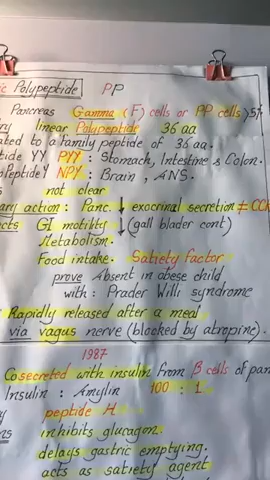 ic Polypeptide PP
Pancreas Gamma (F) cells or PP cells >5%
ry linear Polypeptide 36 aa
ated to a family peptide of 36 aa.
tide YY PYY : Stomach, Intestine & Colon.
opeptide Y NPY : Brain, ANS.
s not clear
ary action : Panc. ↓ exocrinal secretion ≠ CCK
cts GI motility ↓ (gall blader cont)
Metabolism.
Food intake. Satiety factor
prove Absent in obese child
with : Prader Willi syndrome
Rapidly released after a meal
via vagus nerve (blocked by atropine).
1987
Cosecreted with insulin from β cells of pan
Insulin : Amylin 100 : 1
y peptide H
ns inhibits glucagon.
delays gastric emptying.
acts as satiety agent